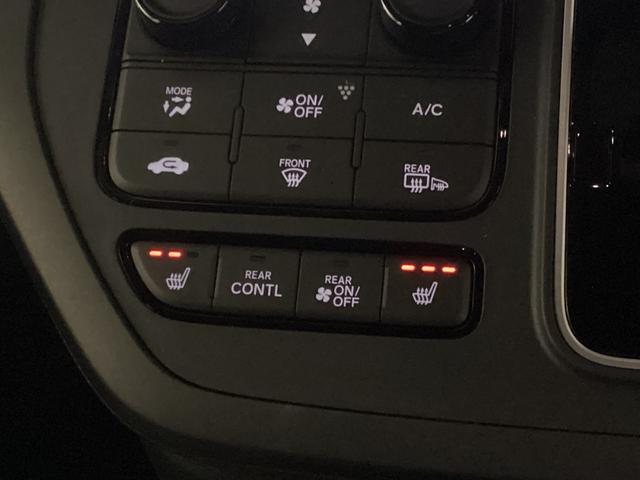 MODE
ON/
OFF
A/C
FRONT
REAR
REAR
CONTL
REAR
ON/
OFF